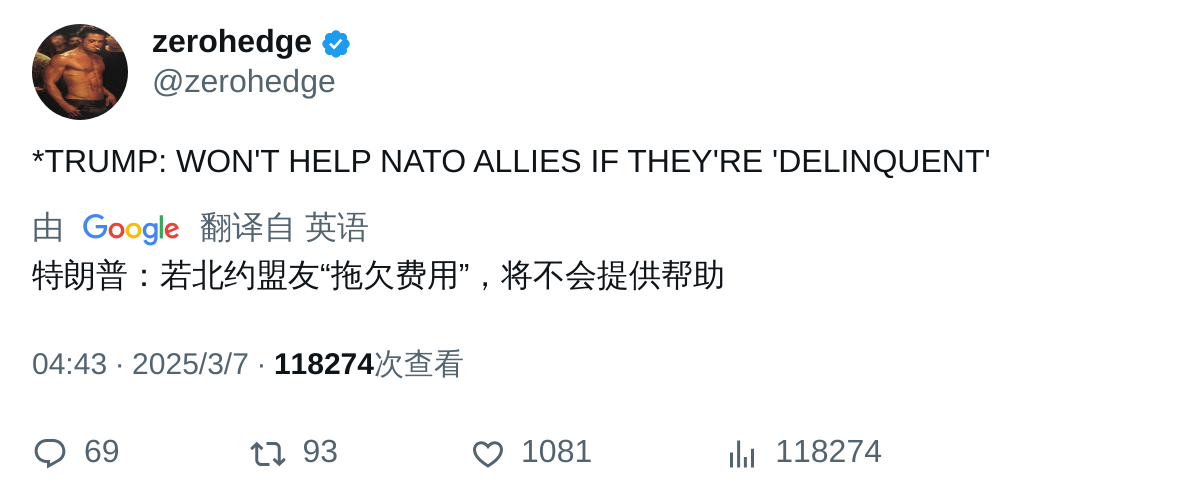 zerohedge
@zerohedge
*TRUMP: WON'T HELP NATO ALLIES IF THEY'RE 'DELINQUENT'
由 Google 翻译自 英语
特朗普：若北约盟友“拖欠费用”，将不会提供帮助
04:43 · 2025/3/7 · 118274次查看
69 93 1081 118274